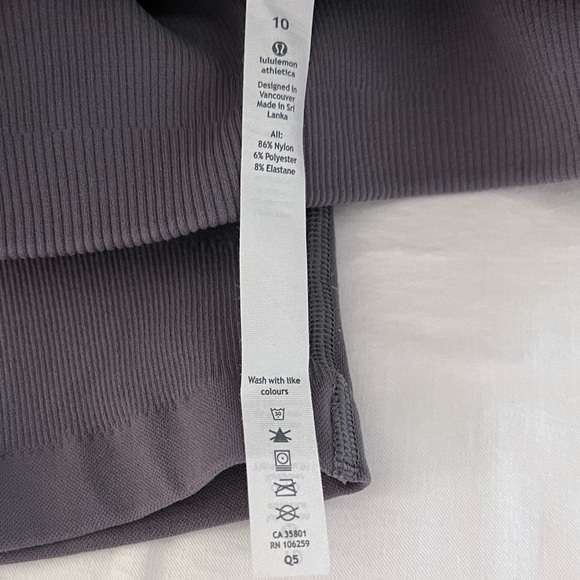 10
lululemon
athletica
Designed in
Vancouver
Made in Sri
Lanka
All:
86% Nylon
6% Polyester
8% Elastane
Wash with like
colours
30
CA 35801
RN 106259
Q5